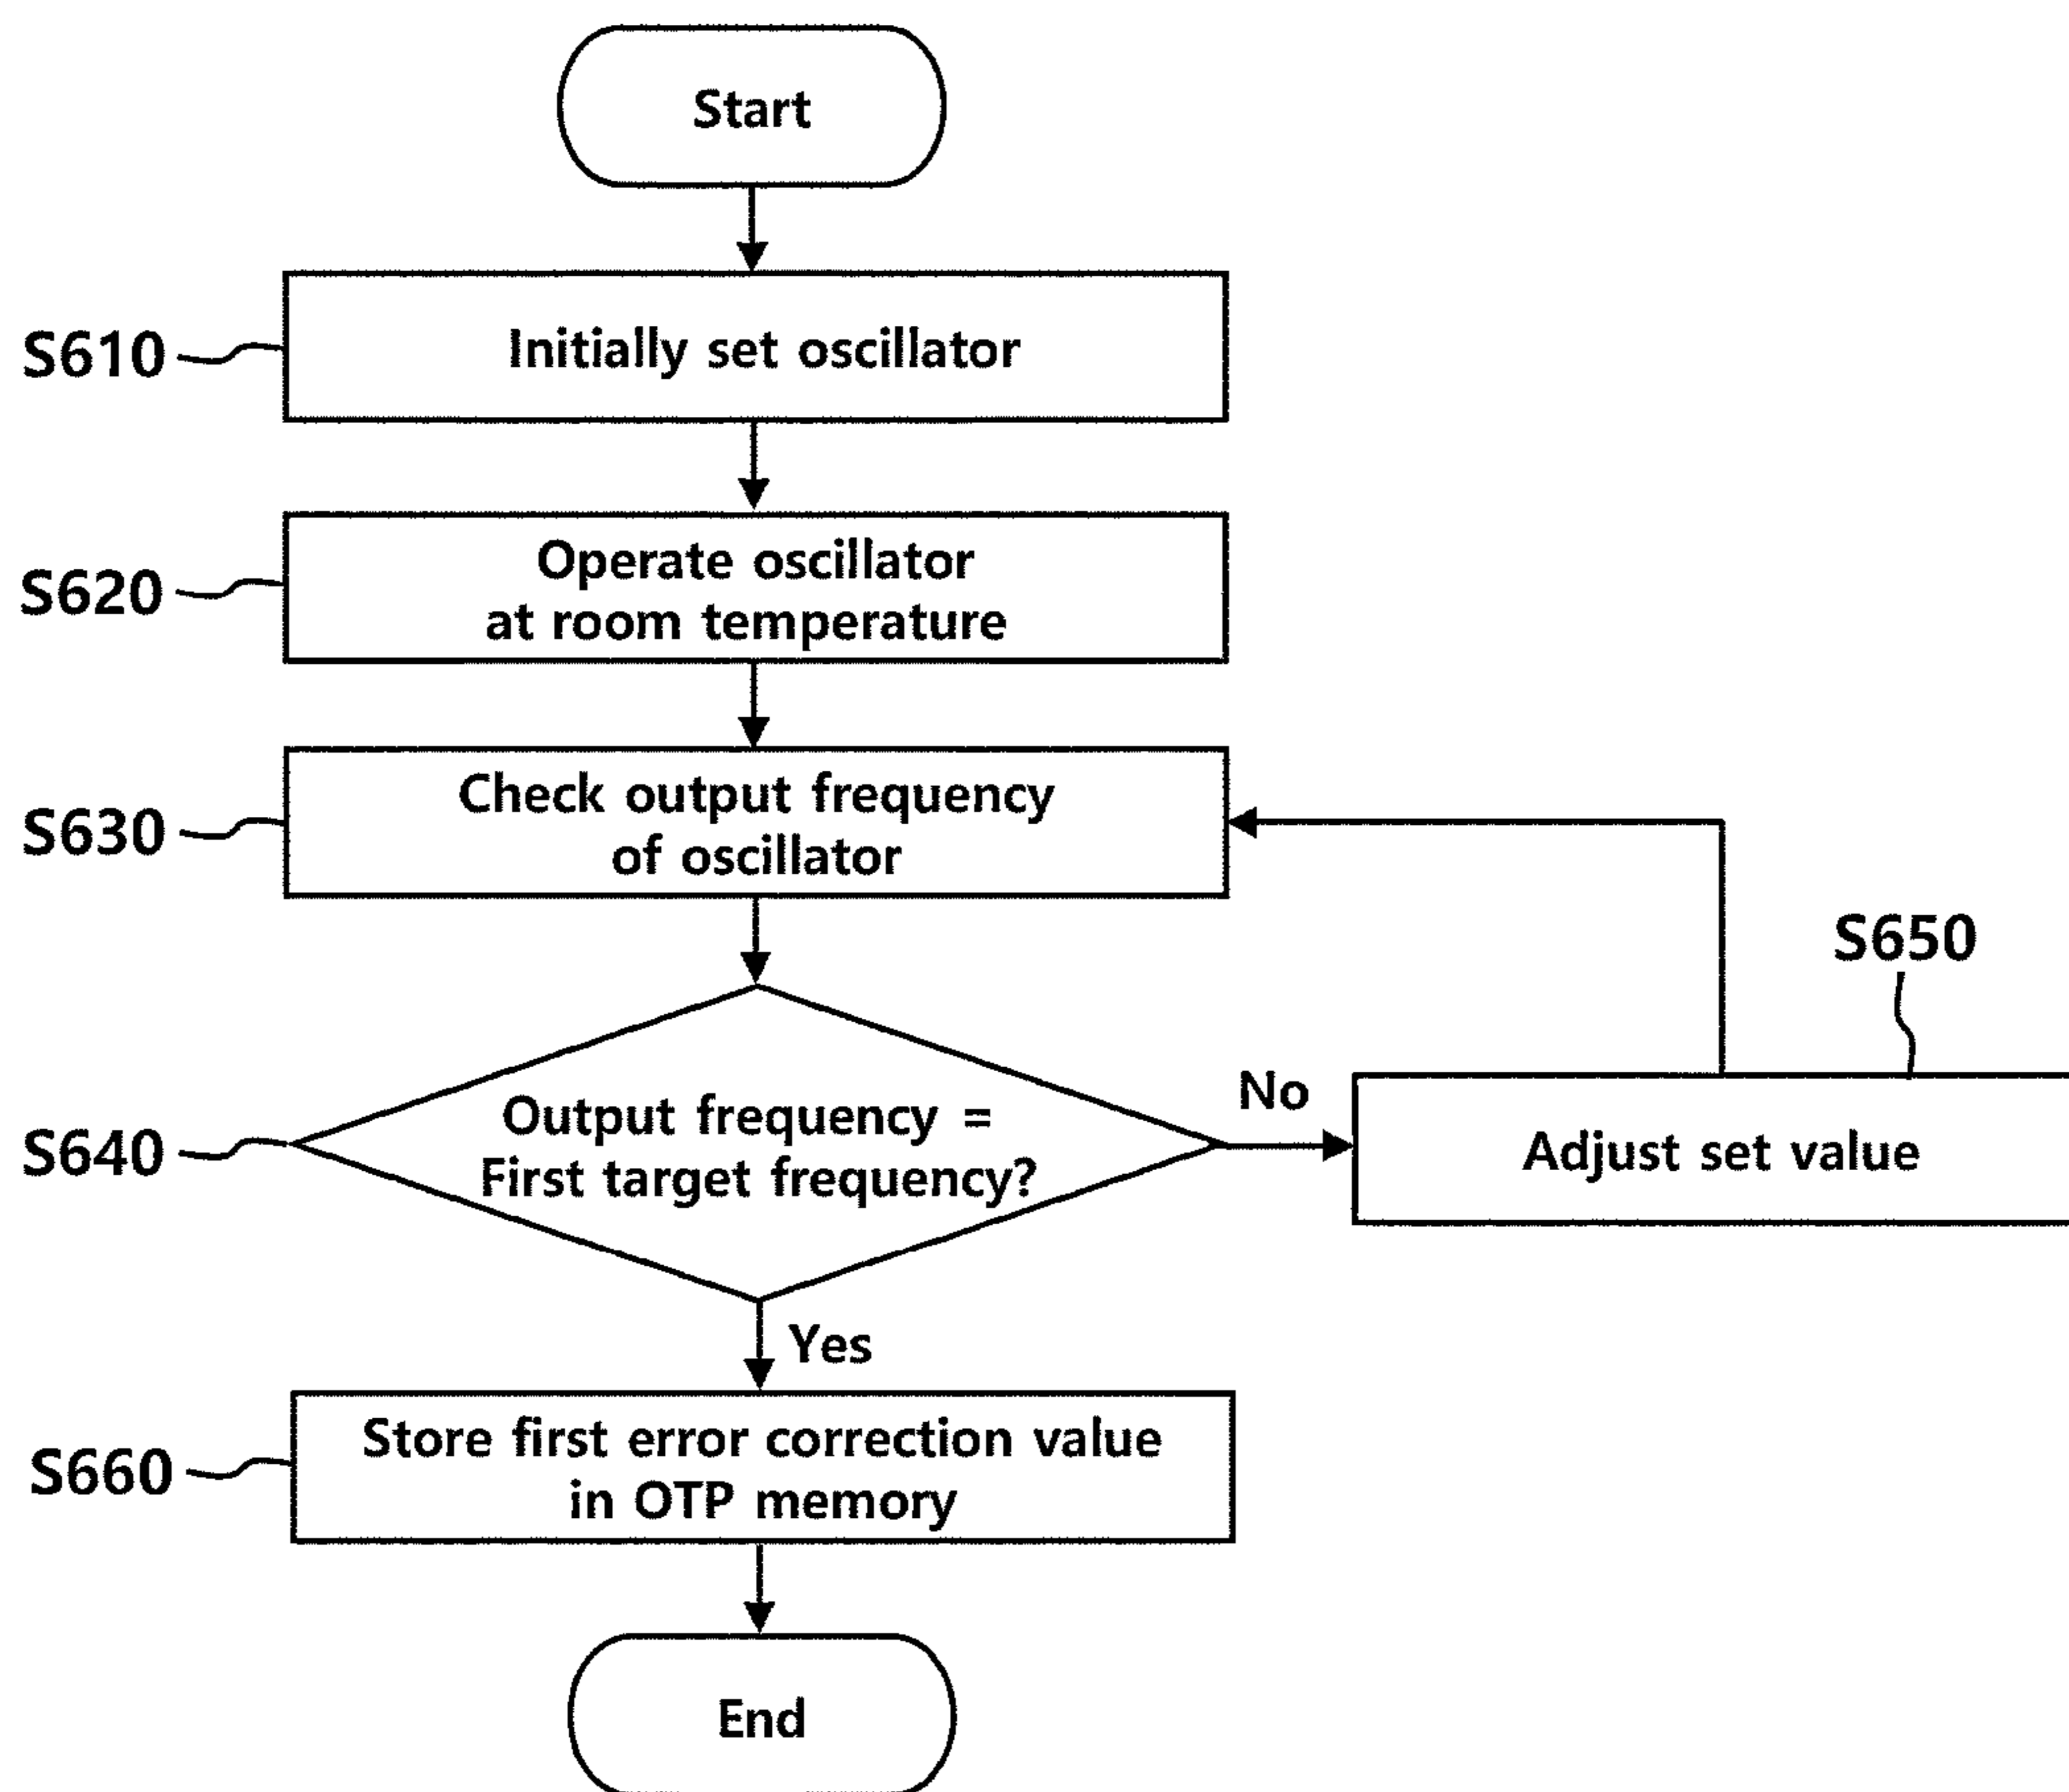 Start
S610
Initially set oscillator
S620
Operate oscillator
at room temperature
S630
Check output frequency
of oscillator
S650
S640
Output frequency =
First target frequency?
No
Adjust set value
Yes
S660
Store first error correction value
in OTP memory
End